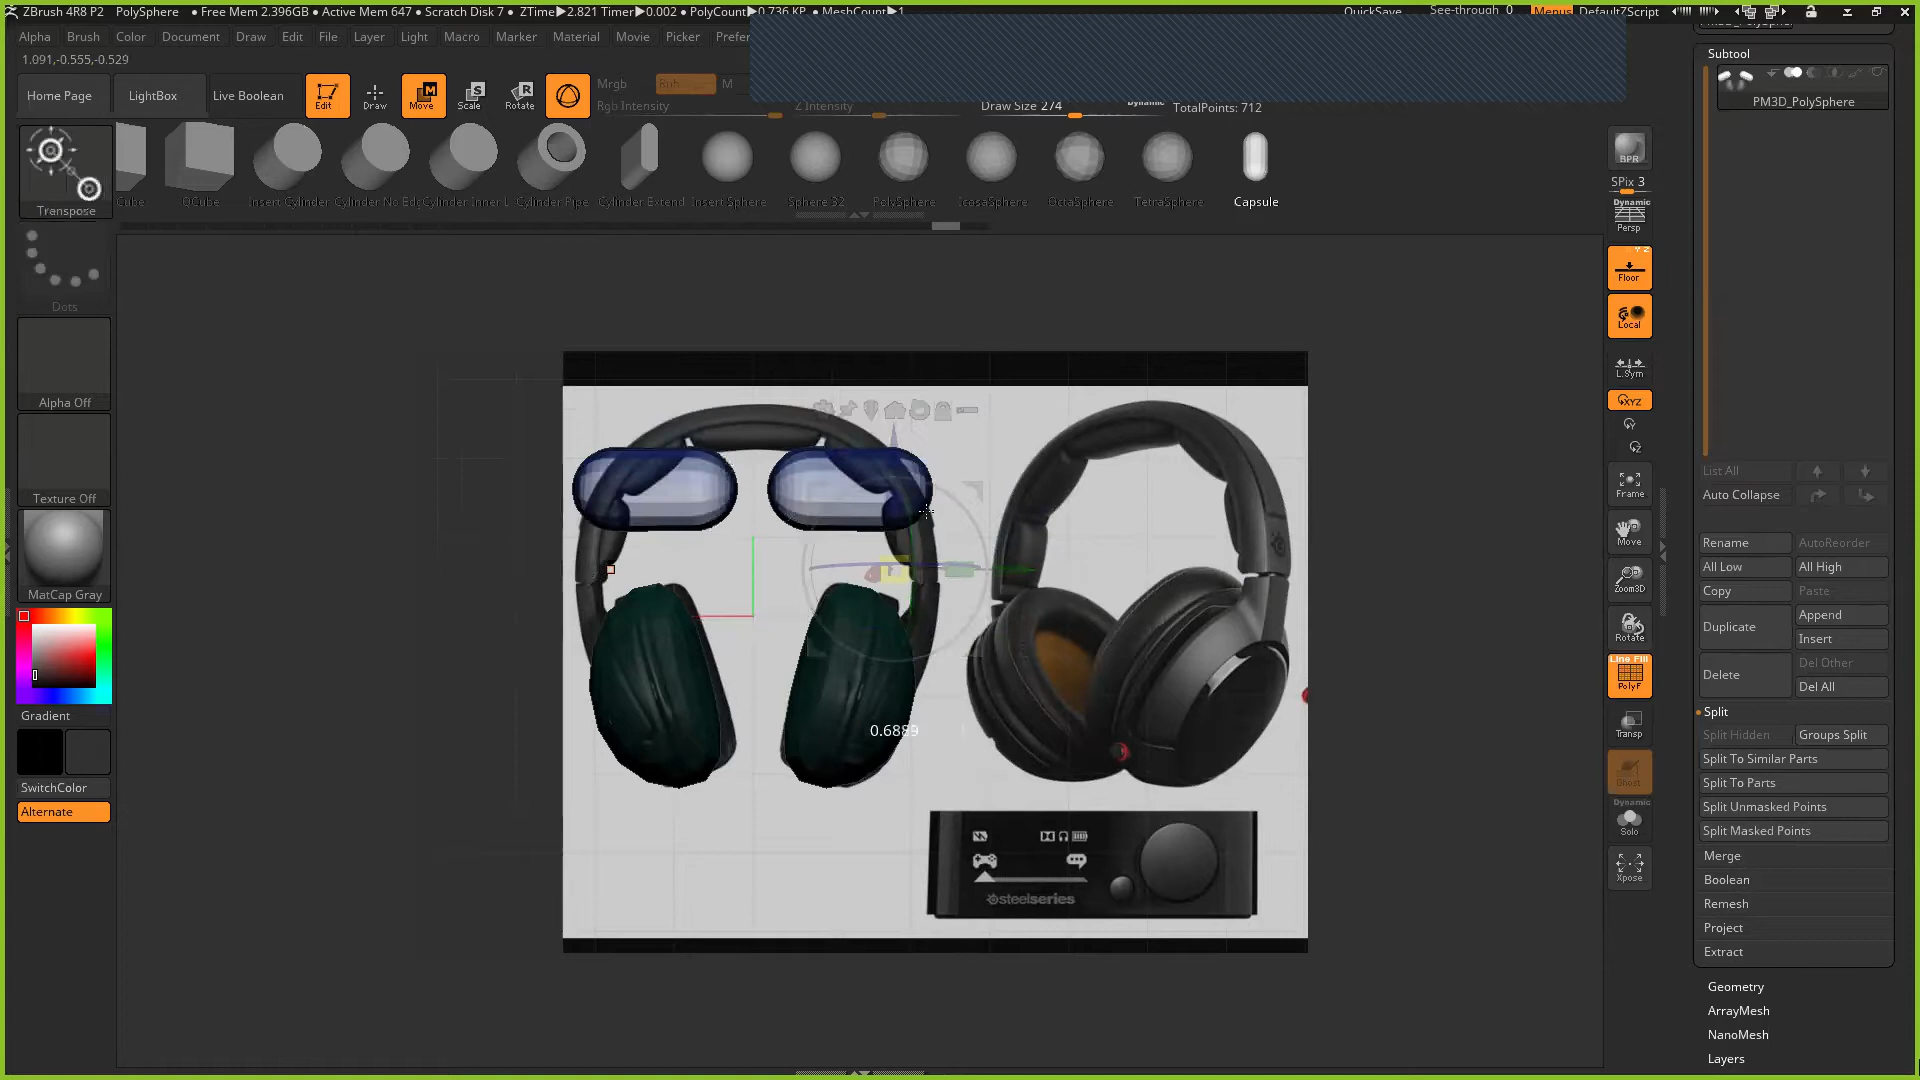 ZBrush 4R8 P2 PolySphere ● Free Mem 2.396GB ● Active Mem 647 ● Scratch Disk 7 ● ZTime▶2.821 Timer▶0.002 ● PolyCount▶0.736 KP ● MeshCount▶1
QuickSave See-through 0 Menus DefaultZScript
Alpha Brush Color Document Draw Edit File Layer Light Macro Marker Material Movie Picker Prefer
1.091,-0.555,-0.529
Home Page LightBox Live Boolean Edit Draw Move Scale Rotate
Mrgb Rgb M
Rgb Intensity Z Intensity Draw Size 274 Dynamic TotalPoints: 712
Transpose
Cube QCube Insert Cylinder Cylinder No Edg Cylinder Inner L Cylinder Pipe Cylinder Extend Insert Sphere Sphere 32 PolySphere IcosaSphere OctaSphere TetraSphere Capsule
Dots
Alpha Off
Texture Off
MatCap Gray
Gradient
SwitchColor
Alternate
0.6889
steelseries
BPR
SPix 3
Dynamic
Persp
Floor
Local
L.Sym
XYZ
Y
Z
Frame
Move
Zoom3D
Rotate
Line Fill
PolyF
Transp
Ghost
Dynamic
Solo
Xpose
Subtool
PM3D_PolySphere
List All
Auto Collapse
Rename AutoReorder
All Low All High
Copy Paste
Duplicate Append
Insert
Delete Del Other
Del All
Split
Split Hidden Groups Split
Split To Similar Parts
Split To Parts
Split Unmasked Points
Split Masked Points
Merge
Boolean
Remesh
Project
Extract
Geometry
ArrayMesh
NanoMesh
Layers